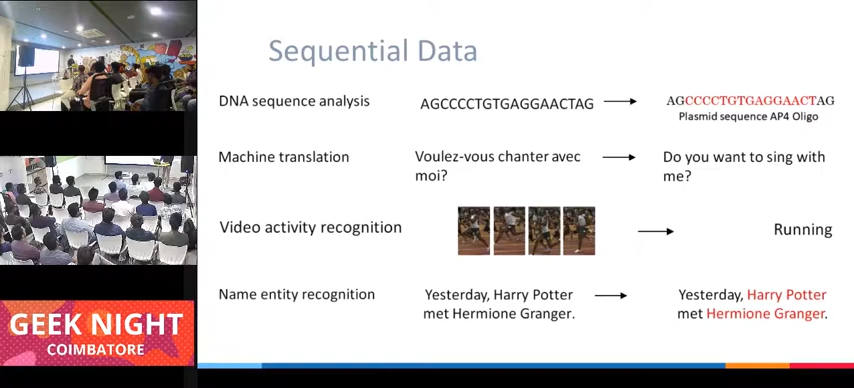 Sequential Data
DNA sequence analysis
AGCCCCTGTGAGGAACTAG
AGCCCCTGTGAGGAACTAG
Plasmid sequence AP4 Oligo
Machine translation
Voulez-vous chanter avec
moi?
Do you want to sing with
me?
Video activity recognition
Running
Name entity recognition
Yesterday, Harry Potter
met Hermione Granger.
Yesterday, Harry Potter
met Hermione Granger.
GEEK NIGHT
COIMBATORE